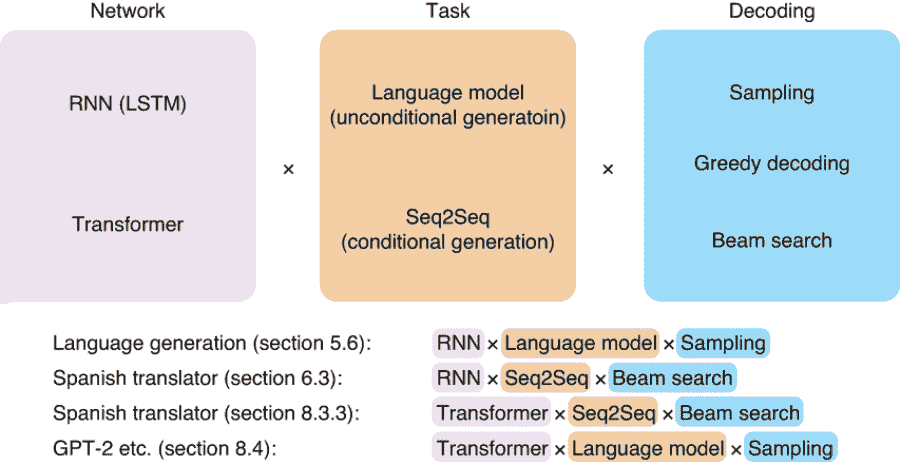 Network
Task
Decoding
RNN (LSTM)
Transformer
×
Language model
(unconditional generatoin)
Seq2Seq
(conditional generation)
×
Sampling
Greedy decoding
Beam search
Language generation (section 5.6): RNN × Language model × Sampling
Spanish translator (section 6.3): RNN × Seq2Seq × Beam search
Spanish translator (section 8.3.3): Transformer × Seq2Seq × Beam search
GPT-2 etc. (section 8.4): Transformer × Language model × Sampling